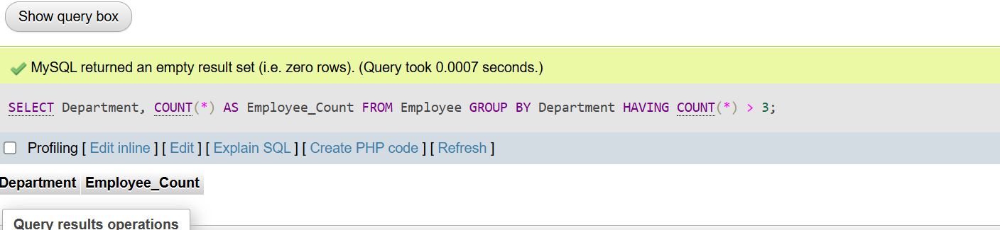 Show query box
MySQL returned an empty result set (i.e. zero rows). (Query took 0.0007 seconds.)
SELECT Department, COUNT(*) AS Employee_Count FROM Employee GROUP BY Department HAVING COUNT(*) > 3;
Profiling [ Edit inline ] [ Edit ] [ Explain SQL ] [ Create PHP code ] [ Refresh ]
Department Employee_Count
Query results operations